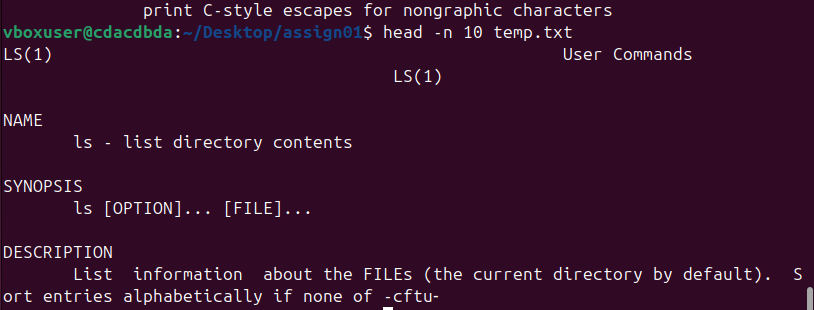 print C-style escapes for nongraphic characters
vboxuser@cdacdbda:~/Desktop/assign01$ head -n 10 temp.txt
LS(1) User Commands
LS(1)
NAME
ls - list directory contents
SYNOPSIS
ls [OPTION]... [FILE]...
DESCRIPTION
List information about the FILEs (the current directory by default). S
ort entries alphabetically if none of -cftu-